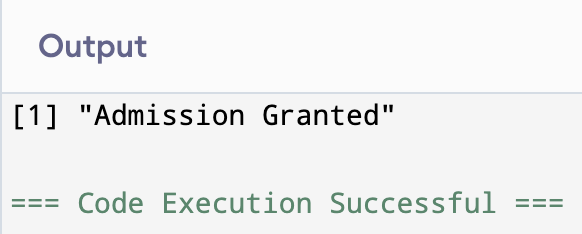 Output
[1] "Admission Granted"
=== Code Execution Successful ===